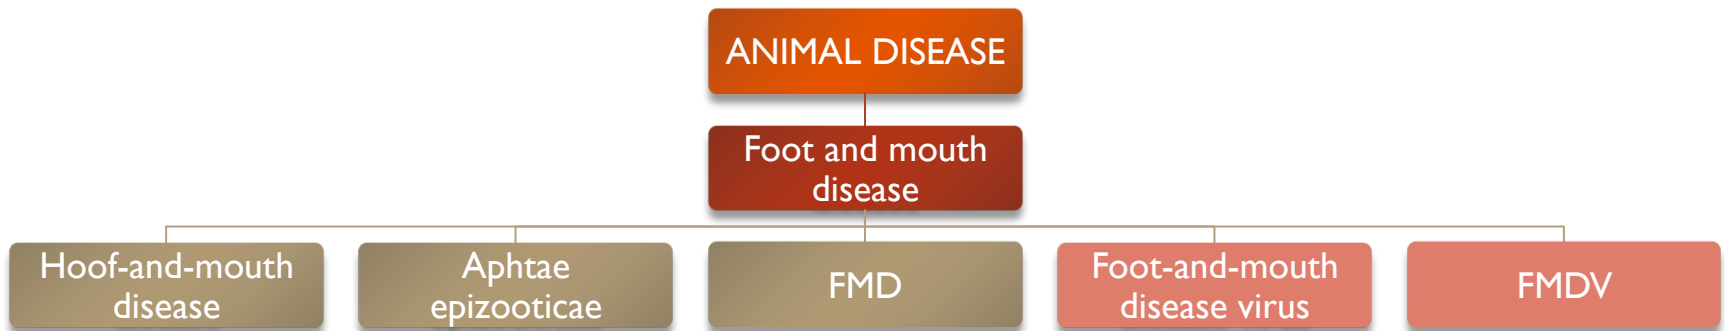 ANIMAL DISEASE
Foot and mouth
disease
Hoof-and-mouth
disease
Aphtae
epizooticae
FMD
Foot-and-mouth
disease virus
FMDV